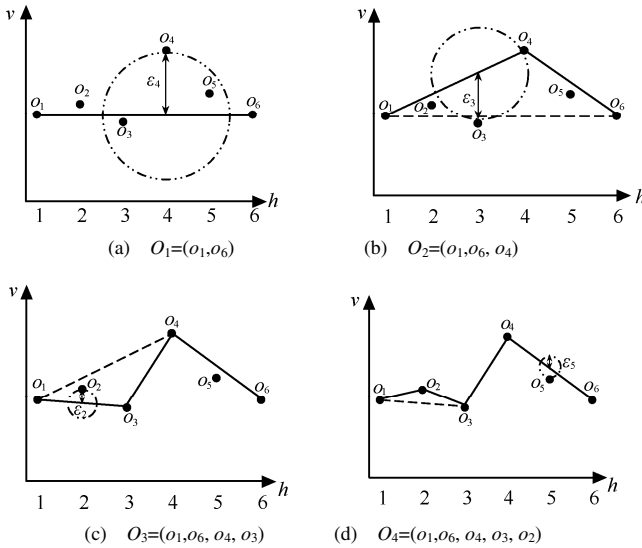 v
o₄
ε₄
o₁
o₂
o₃
o₅
o₆
h
1 2 3 4 5 6
(a) O₁=(o₁,o₆)
v
o₄
o₁
o₂
ε₃
o₃
o₅
o₆
h
1 2 3 4 5 6
(b) O₂=(o₁,o₆, o₄)
v
o₄
o₁
o₂
ε₂
o₃
o₅
o₆
h
1 2 3 4 5 6
(c) O₃=(o₁,o₆, o₄, o₃)
v
o₄
o₁
o₂
o₃
ε₅
o₅
o₆
h
1 2 3 4 5 6
(d) O₄=(o₁,o₆, o₄, o₃, o₂)